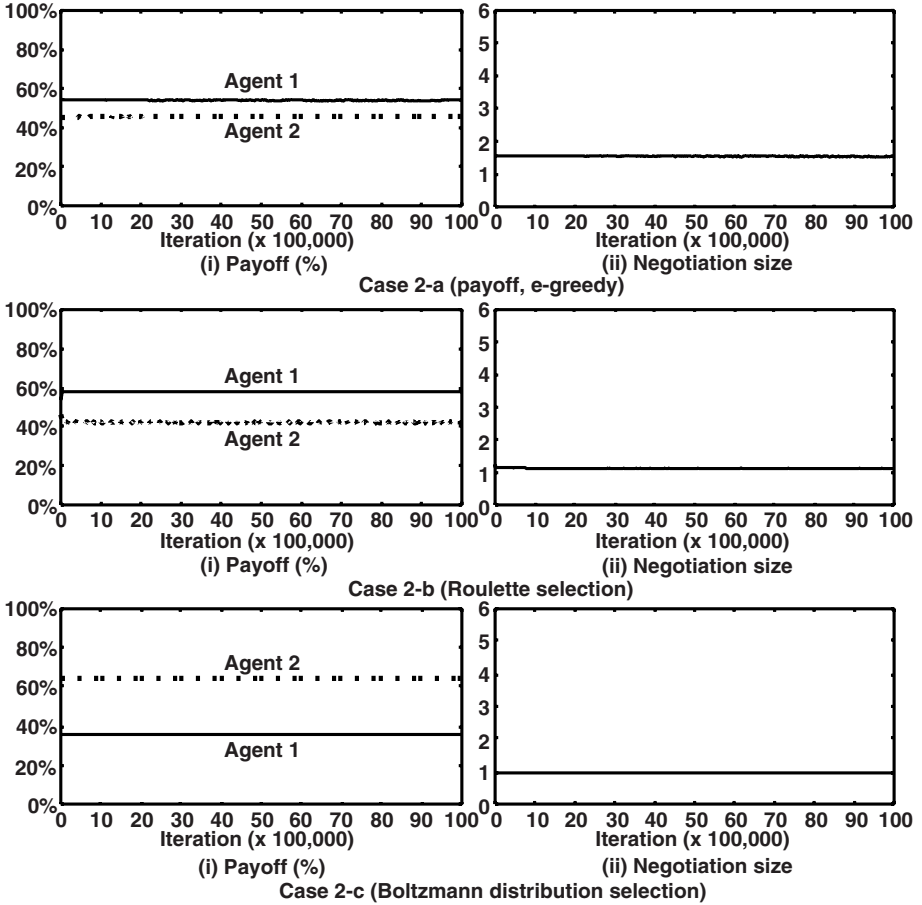 100%
80%
60%
40%
20%
0%
Agent 1
Agent 2
0 10 20 30 40 50 60 70 80 90 100
Iteration (x 100,000)
(i) Payoff (%)
6
5
4
3
2
1
0
0 10 20 30 40 50 60 70 80 90 100
Iteration (x 100,000)
(ii) Negotiation size
Case 2-a (payoff, e-greedy)
100%
80%
60%
40%
20%
0%
Agent 1
Agent 2
0 10 20 30 40 50 60 70 80 90 100
Iteration (x 100,000)
(i) Payoff (%)
6
5
4
3
2
1
0
0 10 20 30 40 50 60 70 80 90 100
Iteration (x 100,000)
(ii) Negotiation size
Case 2-b (Roulette selection)
100%
80%
60%
40%
20%
0%
Agent 2
Agent 1
0 10 20 30 40 50 60 70 80 90 100
Iteration (x 100,000)
(i) Payoff (%)
6
5
4
3
2
1
0
0 10 20 30 40 50 60 70 80 90 100
Iteration (x 100,000)
(ii) Negotiation size
Case 2-c (Boltzmann distribution selection)